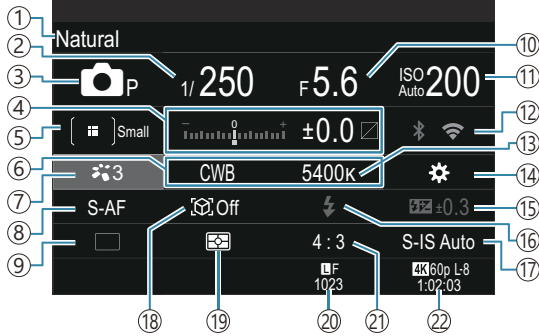 ① Natural
② 1/250 F5.6 ⑩
③ P ISO Auto 200 ⑪
④ − 0 + ±0.0 ⑫
⑤ Small
⑥ CWB 5400K ⑬
⑦ 3 ⑭
⑧ S-AF Off ±0.3 ⑮
⑨ 4:3 S-IS Auto ⑯
⑰
LF 4K 60p L-8
1023 1:02:03
⑱ ⑲ ⑳ ㉑ ㉒